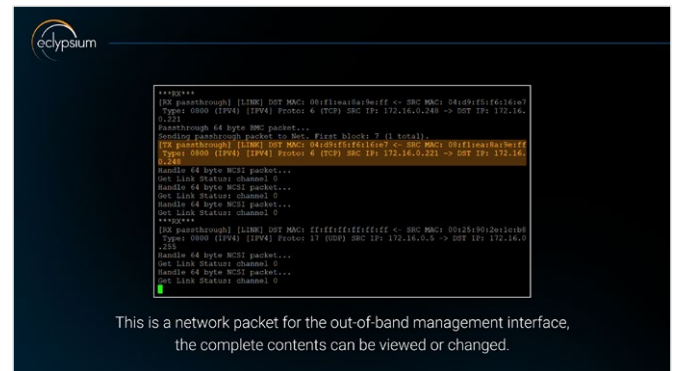 eclypsium
***RX***
[RX passthrough] [LINK] DST MAC: 00:f1:ea:8a:9e:ff <- SRC MAC: 04:d9:f5:f6:16:e7
Type: 0800 (IPV4) [IPV4] Proto: 6 (TCP) SRC IP: 172.16.0.248 -> DST IP: 172.16.
0.221
Passthrough 64 byte BMC packet...
Sending passhrough packet to Net. First block: 7 (1 total).
[TX passthrough] [LINK] DST MAC: 04:d9:f5:f6:16:e7 <- SRC MAC: 00:f1:ea:8a:9e:ff
Type: 0800 (IPV4) [IPV4] Proto: 6 (TCP) SRC IP: 172.16.0.221 -> DST IP: 172.16.
0.248
Handle 64 byte NCSI packet...
Get Link Status: channel 0
Handle 64 byte NCSI packet...
Get Link Status: channel 0
Handle 64 byte NCSI packet...
Get Link Status: channel 0
***RX***
[RX passthrough] [LINK] DST MAC: ff:ff:ff:ff:ff:ff <- SRC MAC: 00:25:90:2e:1c:b8
Type: 0800 (IPV4) [IPV4] Proto: 17 (UDP) SRC IP: 172.16.0.5 -> DST IP: 172.16.0
.255
Handle 64 byte NCSI packet...
Get Link Status: channel 0
Handle 64 byte NCSI packet...
Get Link Status: channel 0
This is a network packet for the out-of-band management interface,
the complete contents can be viewed or changed.